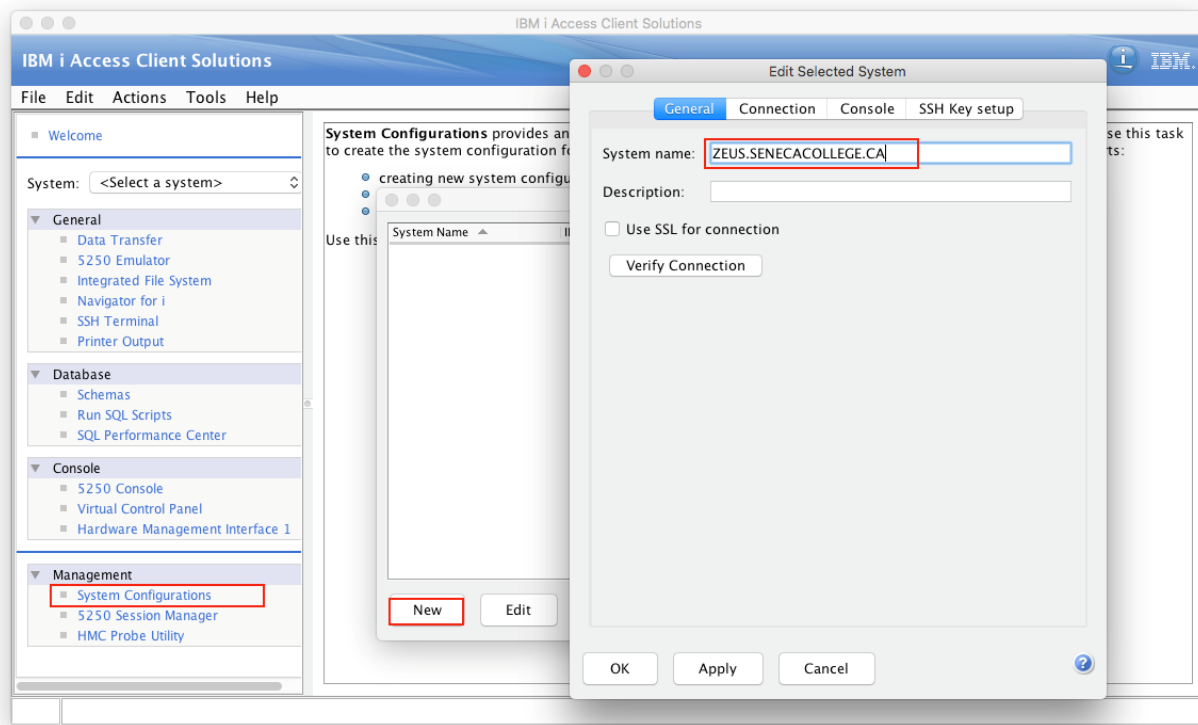 IBM i Access Client Solutions
IBM i Access Client Solutions
IBM.
File Edit Actions Tools Help
Welcome
System: <Select a system>
General
Data Transfer
5250 Emulator
Integrated File System
Navigator for i
SSH Terminal
Printer Output
Database
Schemas
Run SQL Scripts
SQL Performance Center
Console
5250 Console
Virtual Control Panel
Hardware Management Interface 1
Management
System Configurations
5250 Session Manager
HMC Probe Utility
System Configurations provides an
se this task
to create the system configuration fo
ts:
creating new system configu
Use this
System Name
New Edit
Edit Selected System
General Connection Console SSH Key setup
System name: ZEUS.SENECACOLLEGE.CA
Description:
Use SSL for connection
Verify Connection
OK Apply Cancel ?